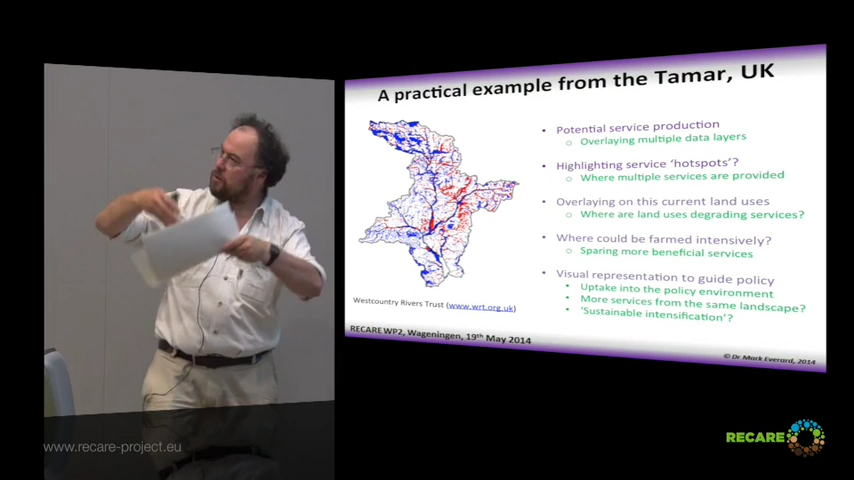 A practical example from the Tamar, UK
• Potential service production
o Overlaying multiple data layers
• Highlighting service ‘hotspots’?
o Where multiple services are provided
• Overlaying on this current land uses
o Where are land uses degrading services?
• Where could be farmed intensively?
o Sparing more beneficial services
• Visual representation to guide policy
• Uptake into the policy environment
• More services from the same landscape?
• ‘Sustainable intensification’?
Westcountry Rivers Trust (www.wrt.org.uk)
RECARE WP2, Wageningen, 19th May 2014
© Dr Mark Everard, 2014
www.recare-project.eu
RECARE